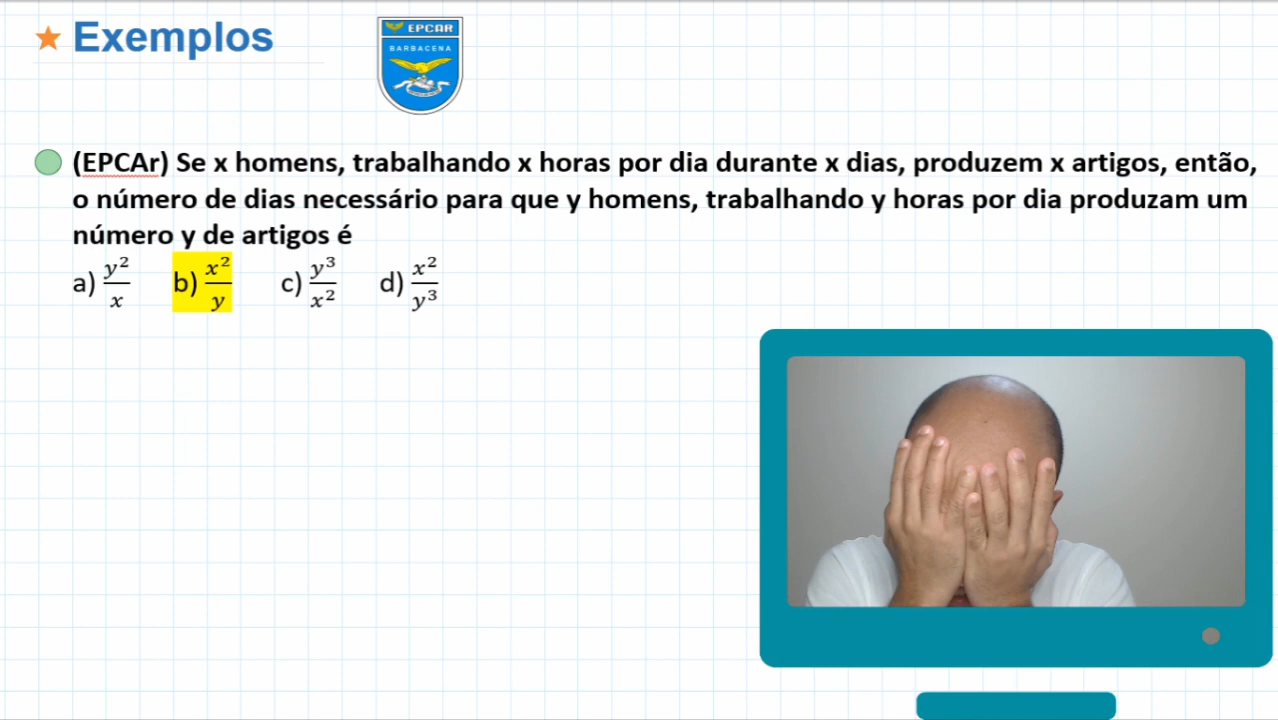 Exemplos
EPCAR
BARBACENA
(EPCAr) Se x homens, trabalhando x horas por dia durante x dias, produzem x artigos, então,
o número de dias necessário para que y homens, trabalhando y horas por dia produzam um
número y de artigos é
a) y²/x b) x²/y c) y³/x² d) x²/y³